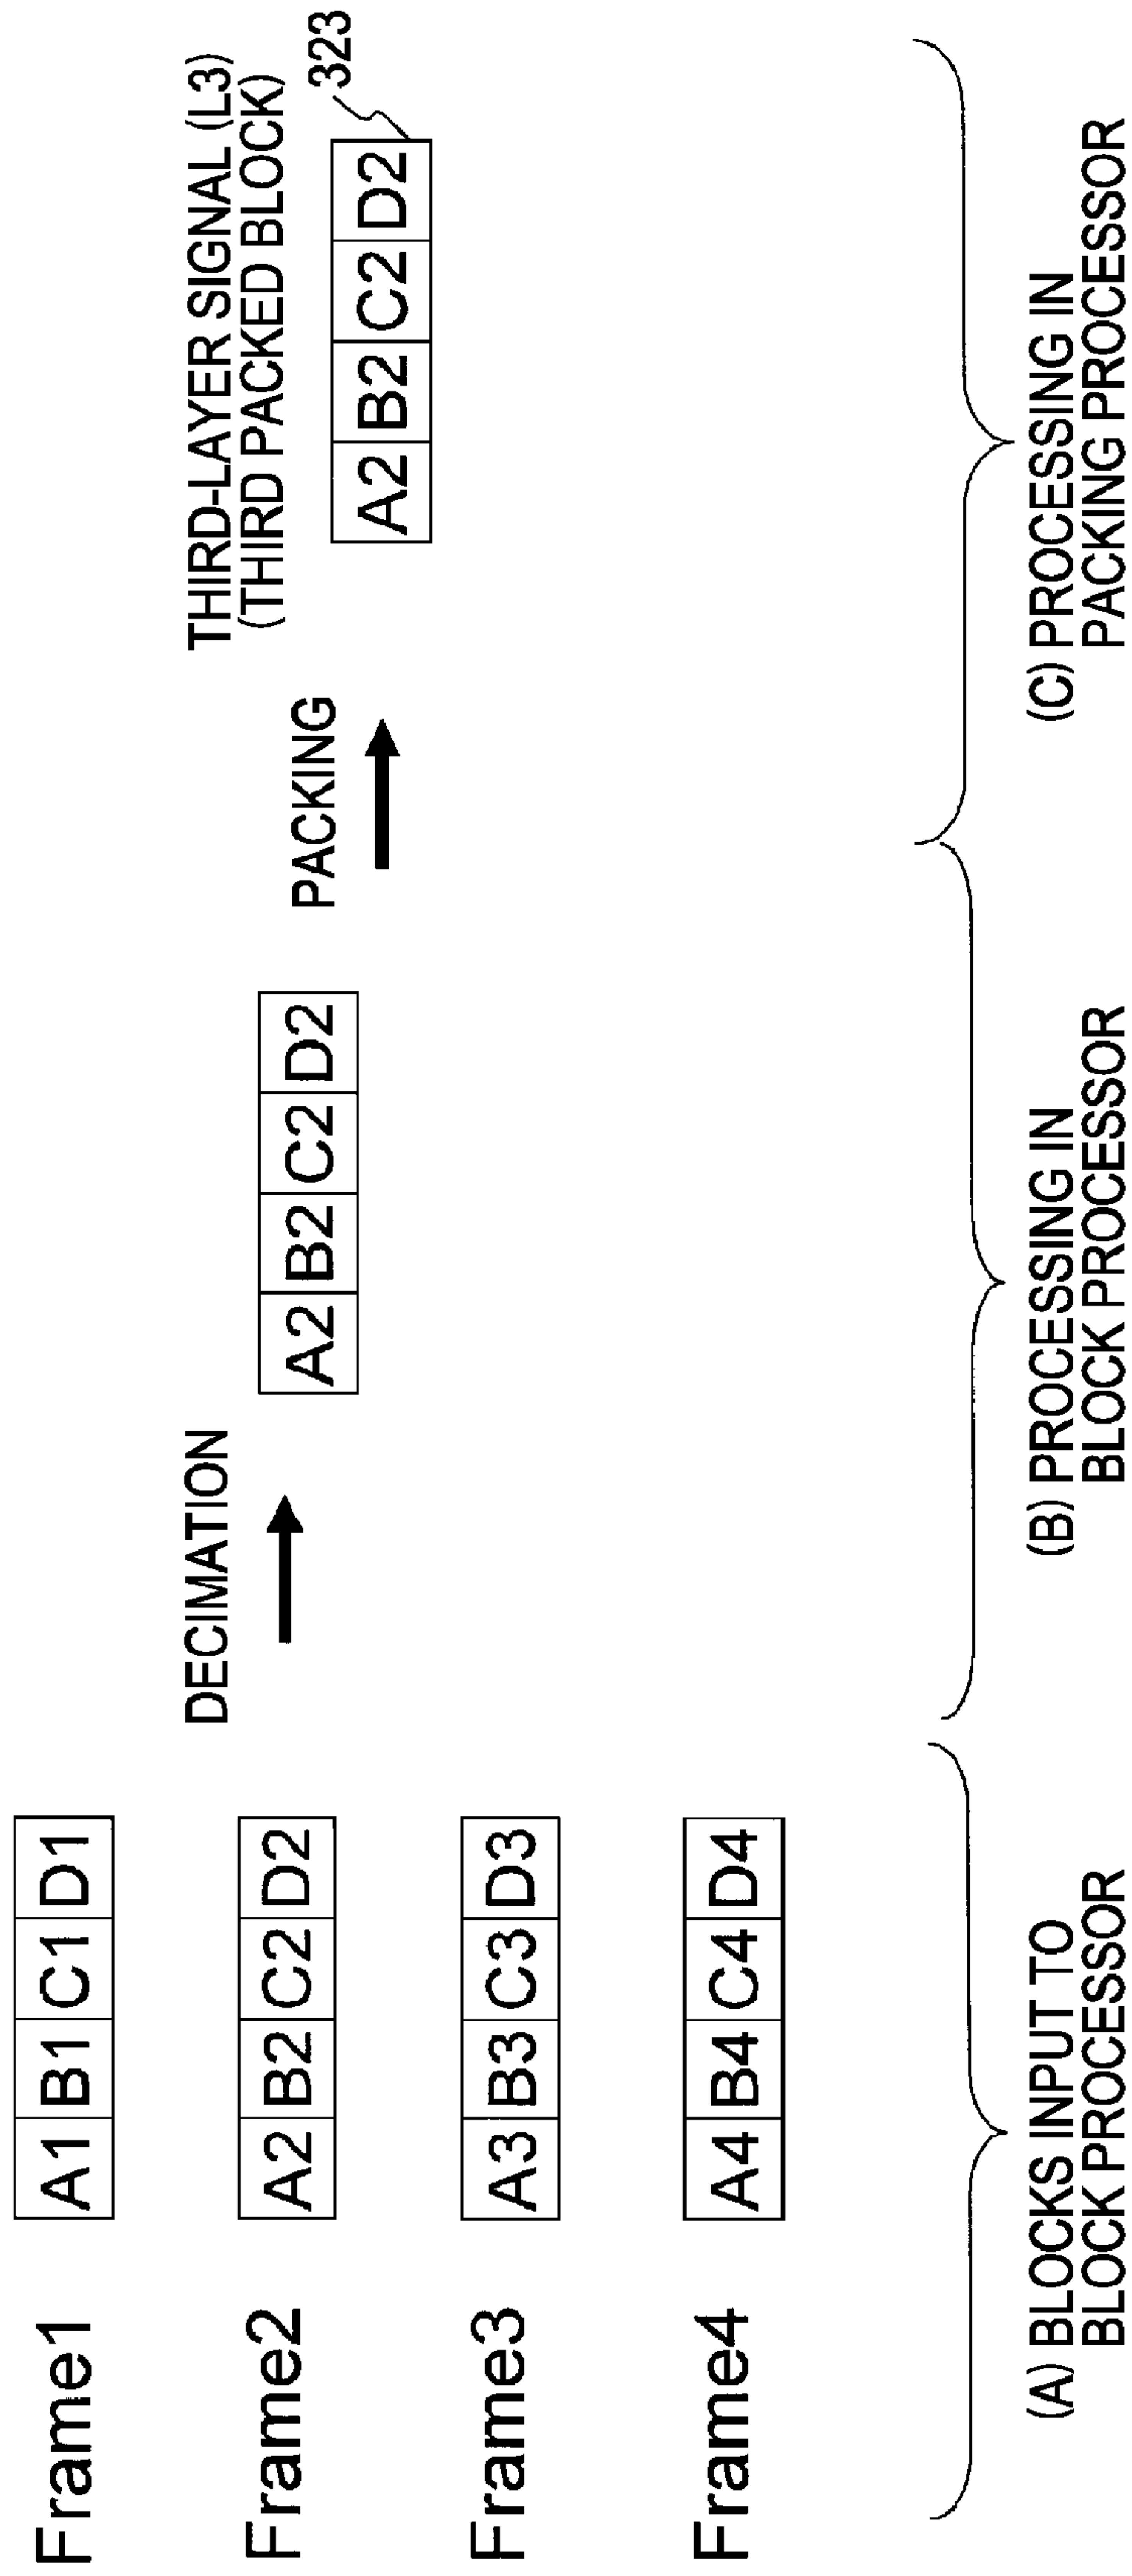 Frame1
A1 B1 C1 D1
Frame2
A2 B2 C2 D2
Frame3
A3 B3 C3 D3
Frame4
A4 B4 C4 D4
DECIMATION
A2 B2 C2 D2
PACKING
THIRD-LAYER SIGNAL (L3)
(THIRD PACKED BLOCK)
323
A2 B2 C2 D2
(A) BLOCKS INPUT TO
BLOCK PROCESSOR
(B) PROCESSING IN
BLOCK PROCESSOR
(C) PROCESSING IN
PACKING PROCESSOR